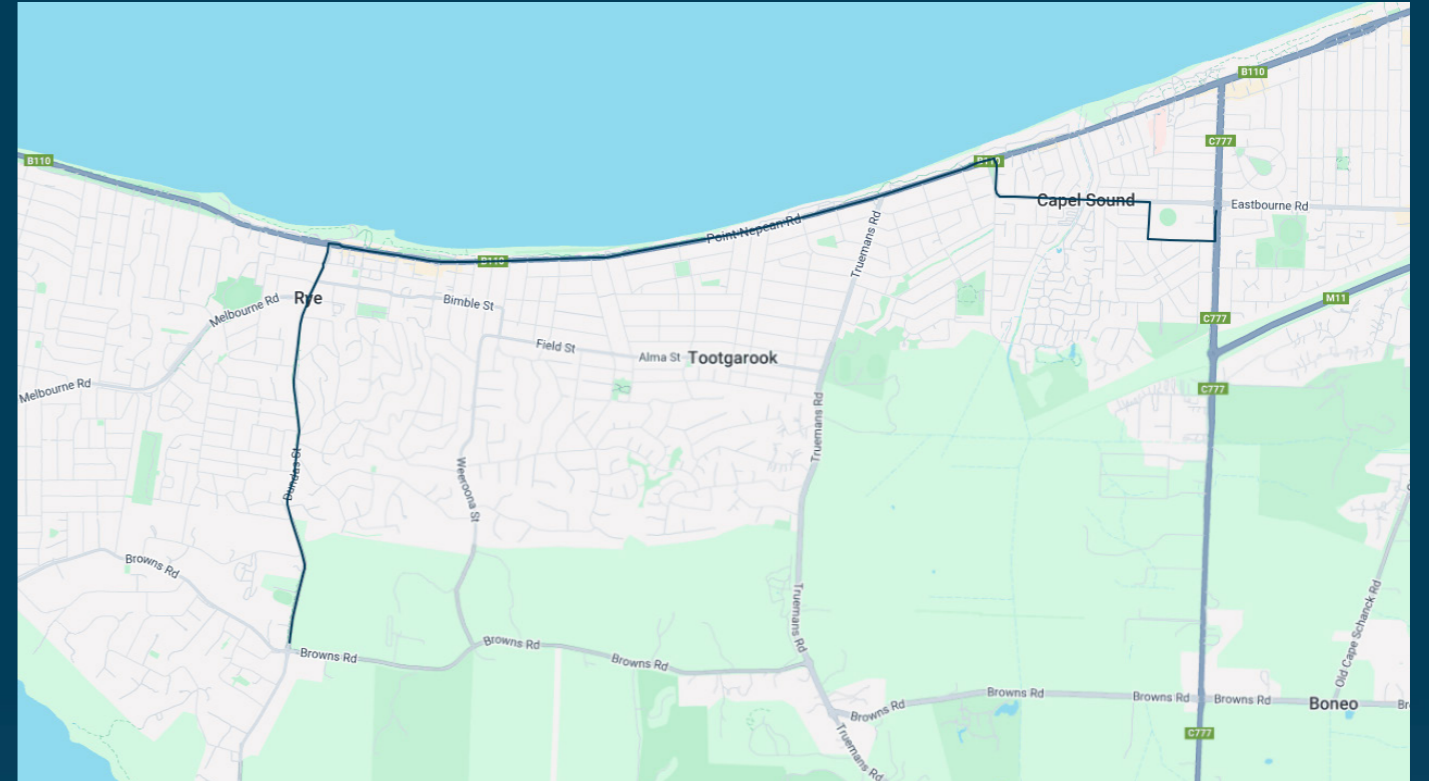 B110
B110
C777
Capel Sound
Eastbourne Rd
B110
Point Nepean Rd
Truemans Rd
B110
Rye
Melbourne Rd
Bimble St
M11
C777
Field St
Alma St
Tootgarook
Melbourne Rd
C777
Truemans Rd
Dundas St
Weeroona St
Browns Rd
Truemans Rd
Old Cape Schanck Rd
Browns Rd
Browns Rd
Browns Rd
Browns Rd
Browns Rd
Browns Rd
Boneo
Br
Browns Rd
C777
Truemans Rd